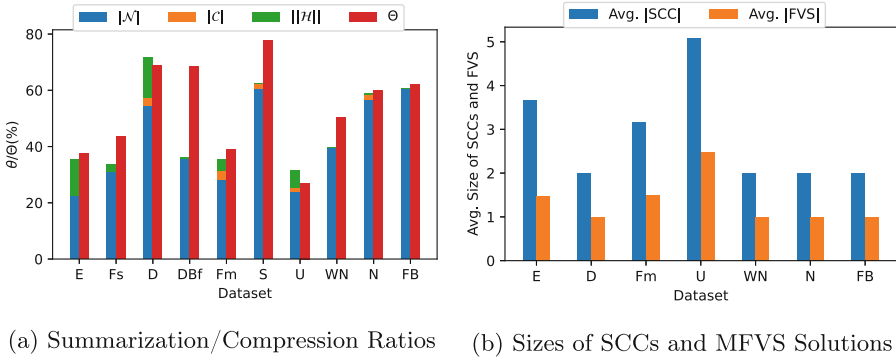 |𝒩| |𝒞| ||ℋ|| Θ
80
60
40
20
0
θ/Θ(%)
E Fs D DBf Fm S U WN N FB
Dataset
(a) Summarization/Compression Ratios
Avg. |SCC| Avg. |FVS|
5
4
3
2
1
0
Avg. Size of SCCs and FVS
E D Fm U WN N FB
Dataset
(b) Sizes of SCCs and MFVS Solutions